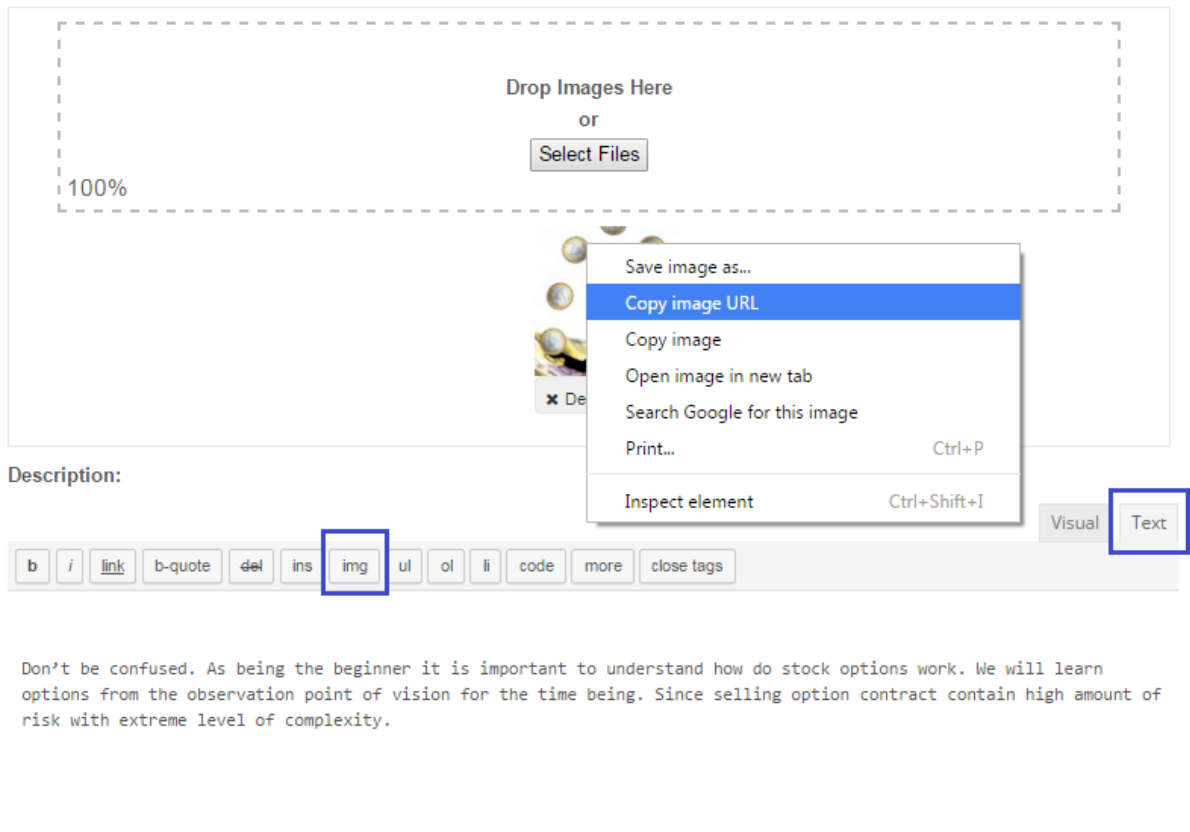 Drop Images Here
or
Select Files
100%
Save image as...
Copy image URL
Copy image
Open image in new tab
Search Google for this image
Print... Ctrl+P
Inspect element Ctrl+Shift+I
Description:
Visual Text
b i link b-quote del ins img ul ol li code more close tags
Don't be confused. As being the beginner it is important to understand how do stock options work. We will learn
options from the observation point of vision for the time being. Since selling option contract contain high amount of
risk with extreme level of complexity.